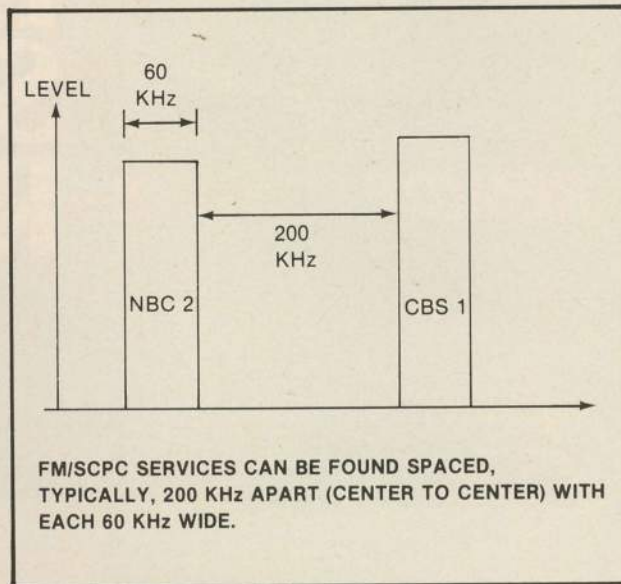 60
KHz
LEVEL
200
KHz
NBC 2
CBS 1
FM/SCPC SERVICES CAN BE FOUND SPACED,
TYPICALLY, 200 KHz APART (CENTER TO CENTER) WITH
EACH 60 KHz WIDE.